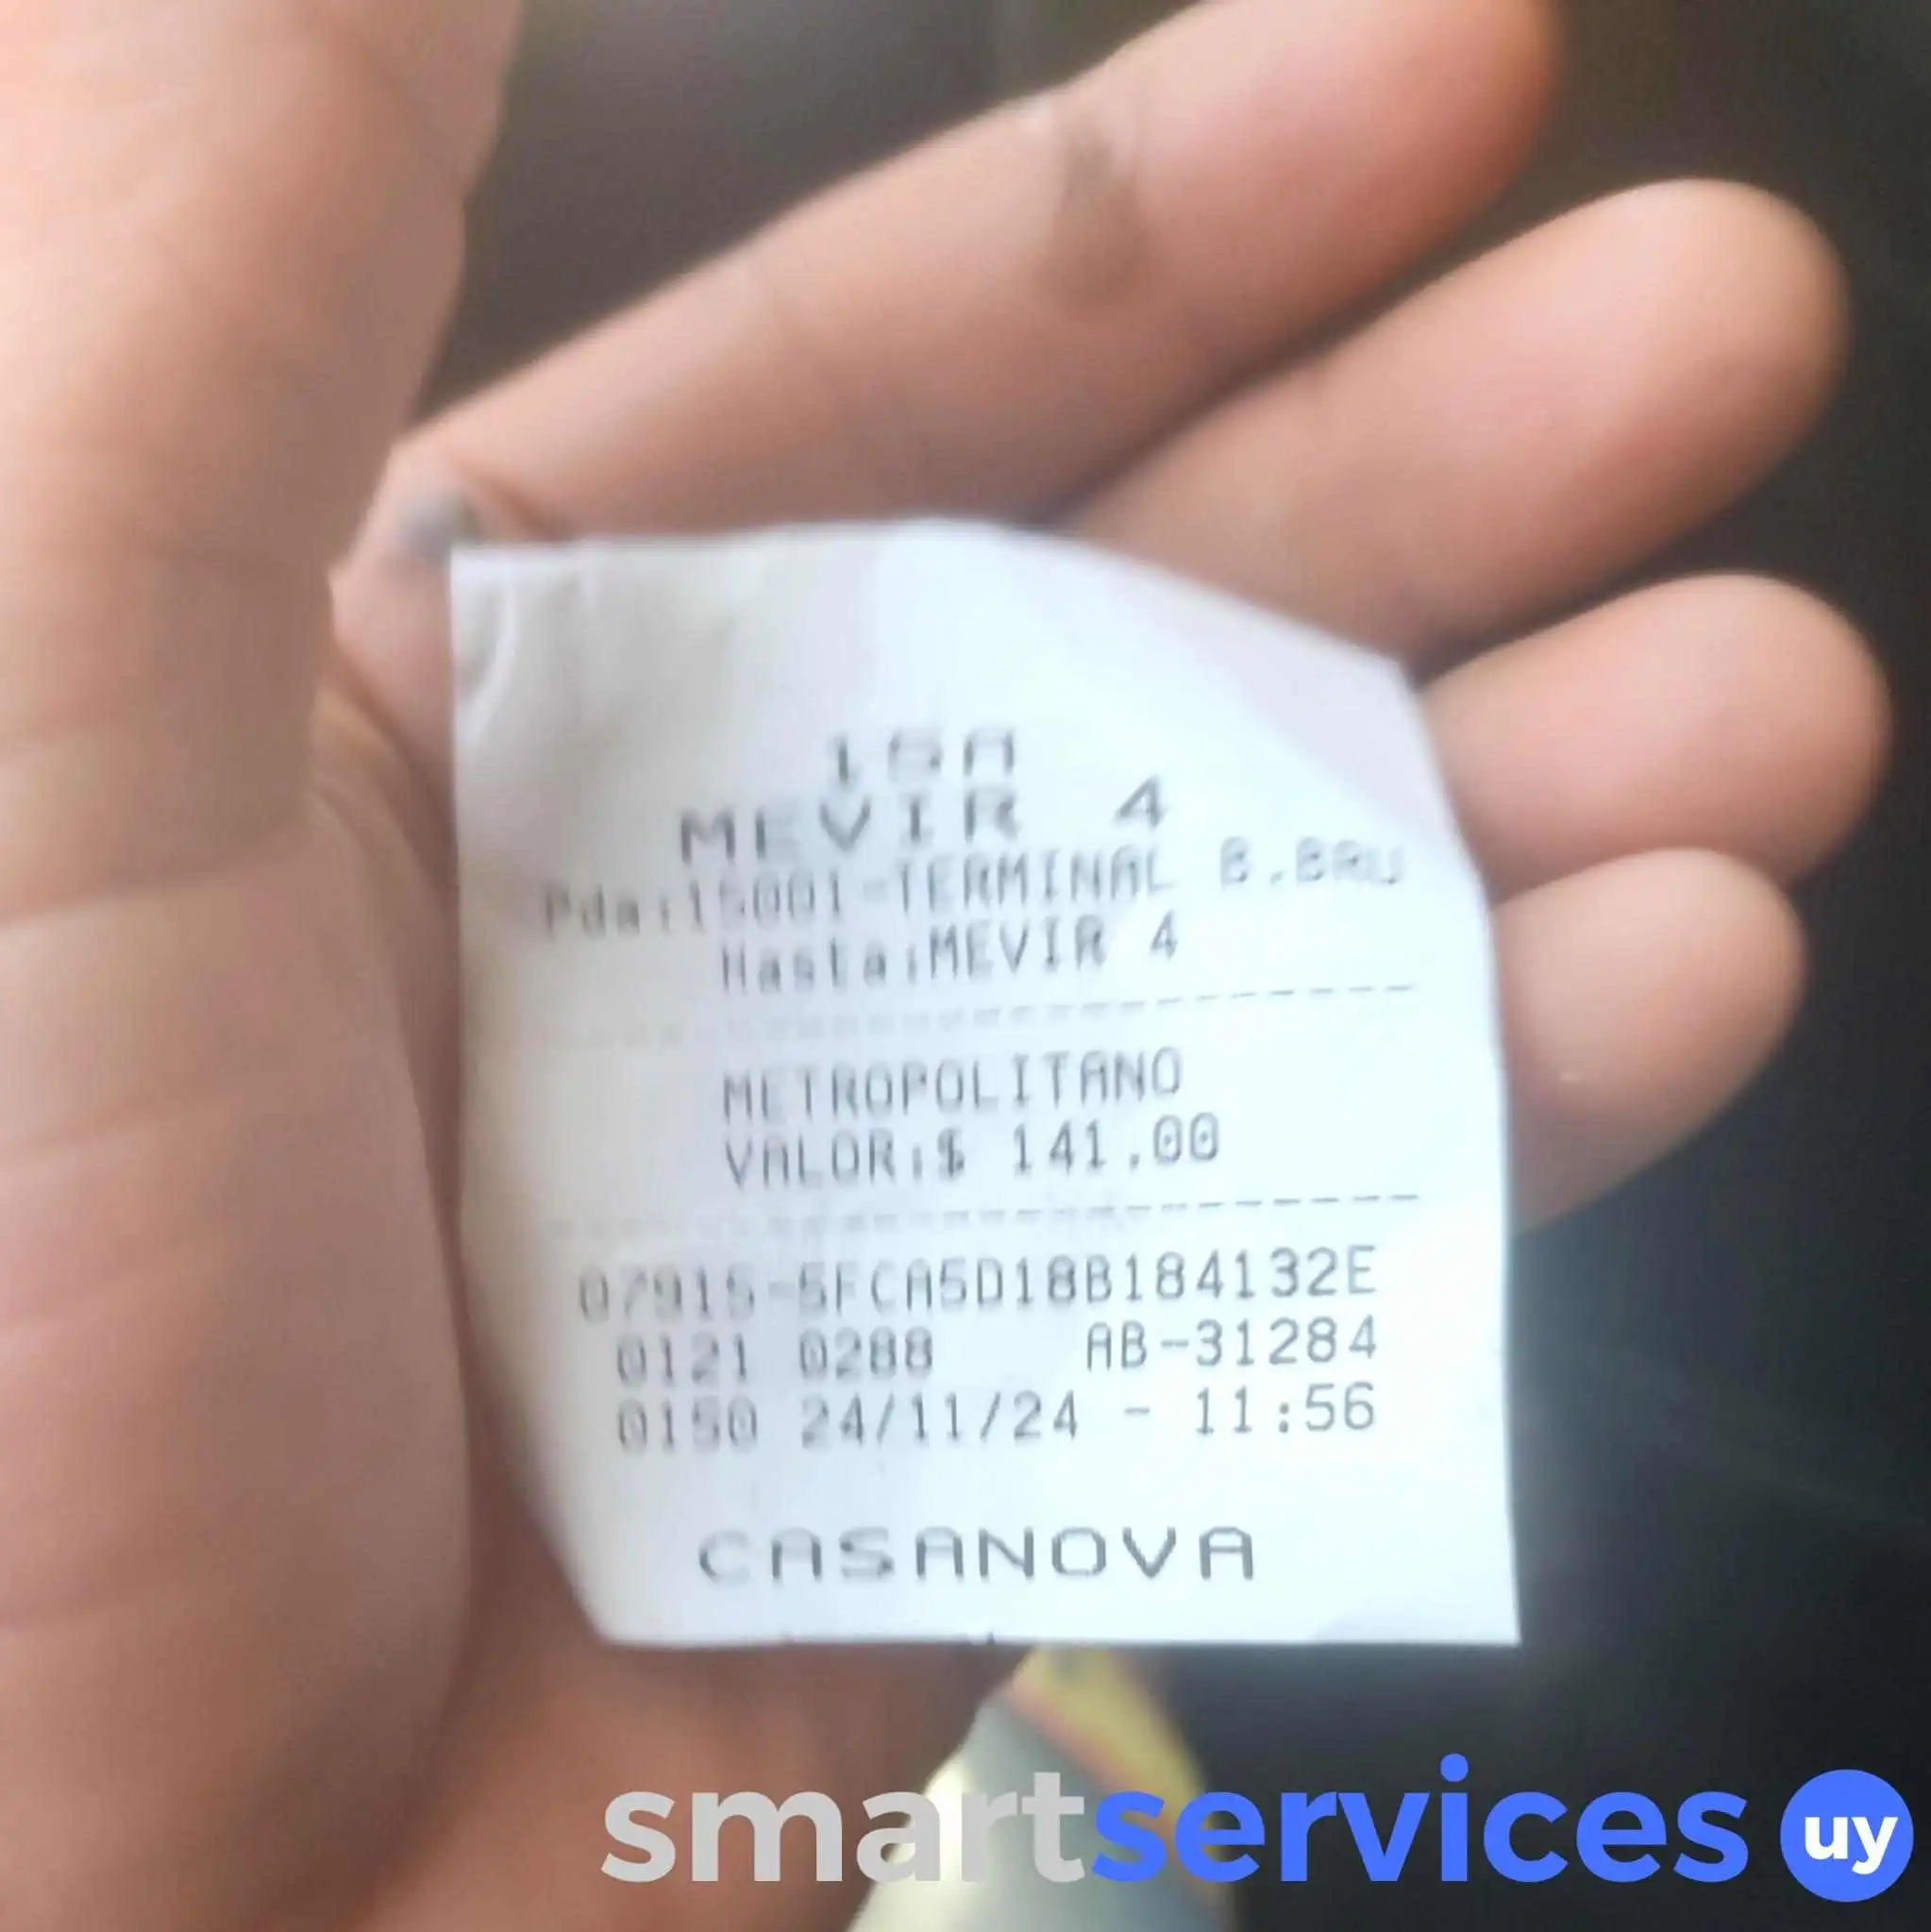 15A
MEVIR 4
Pda:15001-TERMINAL B.BRU
Hasta:MEVIR 4
METROPOLITANO
VALOR:$ 141.00
07915-5FCA5D18B184132E
0121 0288 AB-31284
0150 24/11/24 - 11:56
CASANOVA
smartservices uy